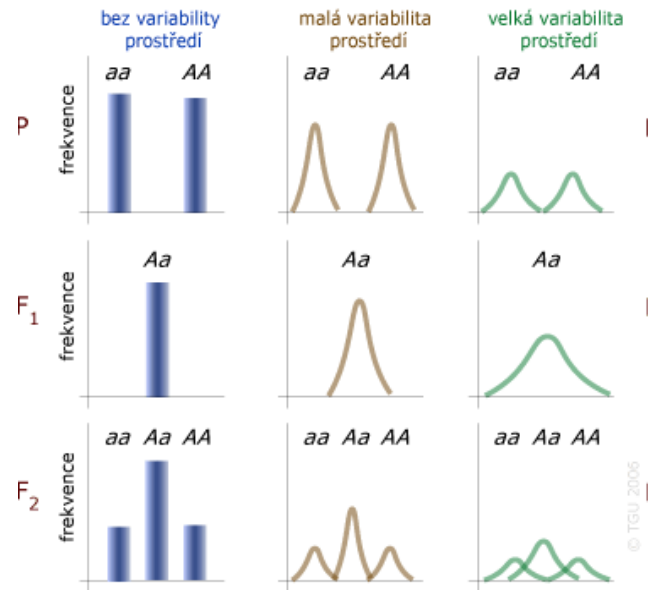 bez variability
prostředí
malá variabilita
prostředí
velká variabilita
prostředí
P
frekvence
aa
AA
aa
AA
aa
AA
F1
frekvence
Aa
Aa
Aa
F2
frekvence
aa Aa AA
aa Aa AA
aa Aa AA
© TGU 2006